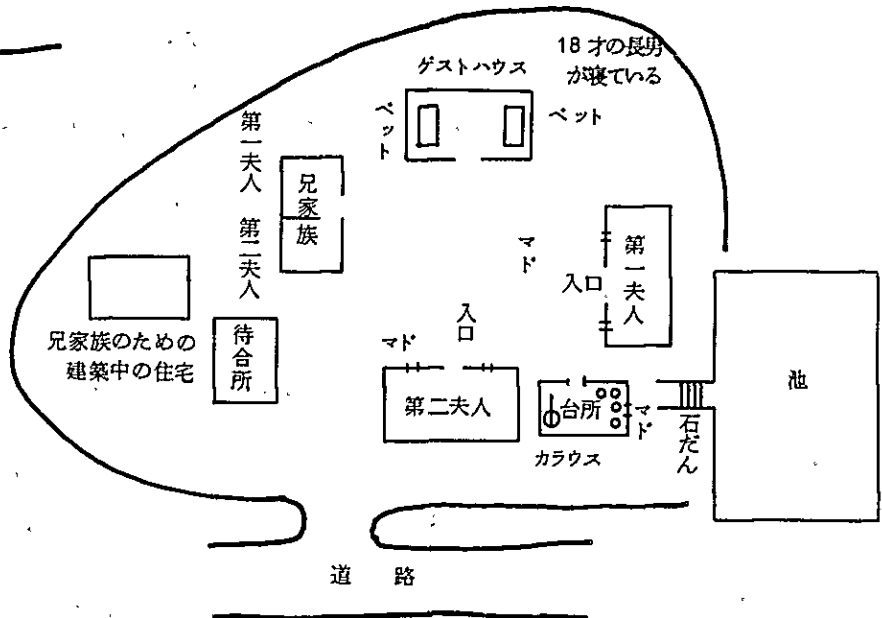 18才の長男
が寝ている
ゲストハウス
ベット
ベット
第一夫人
兄家族
第二夫人
マド
第一夫人
入口
兄家族のための
建築中の住宅
待合所
入口
マド
第二夫人
台所
マド
カラウス
石だん
池
道路